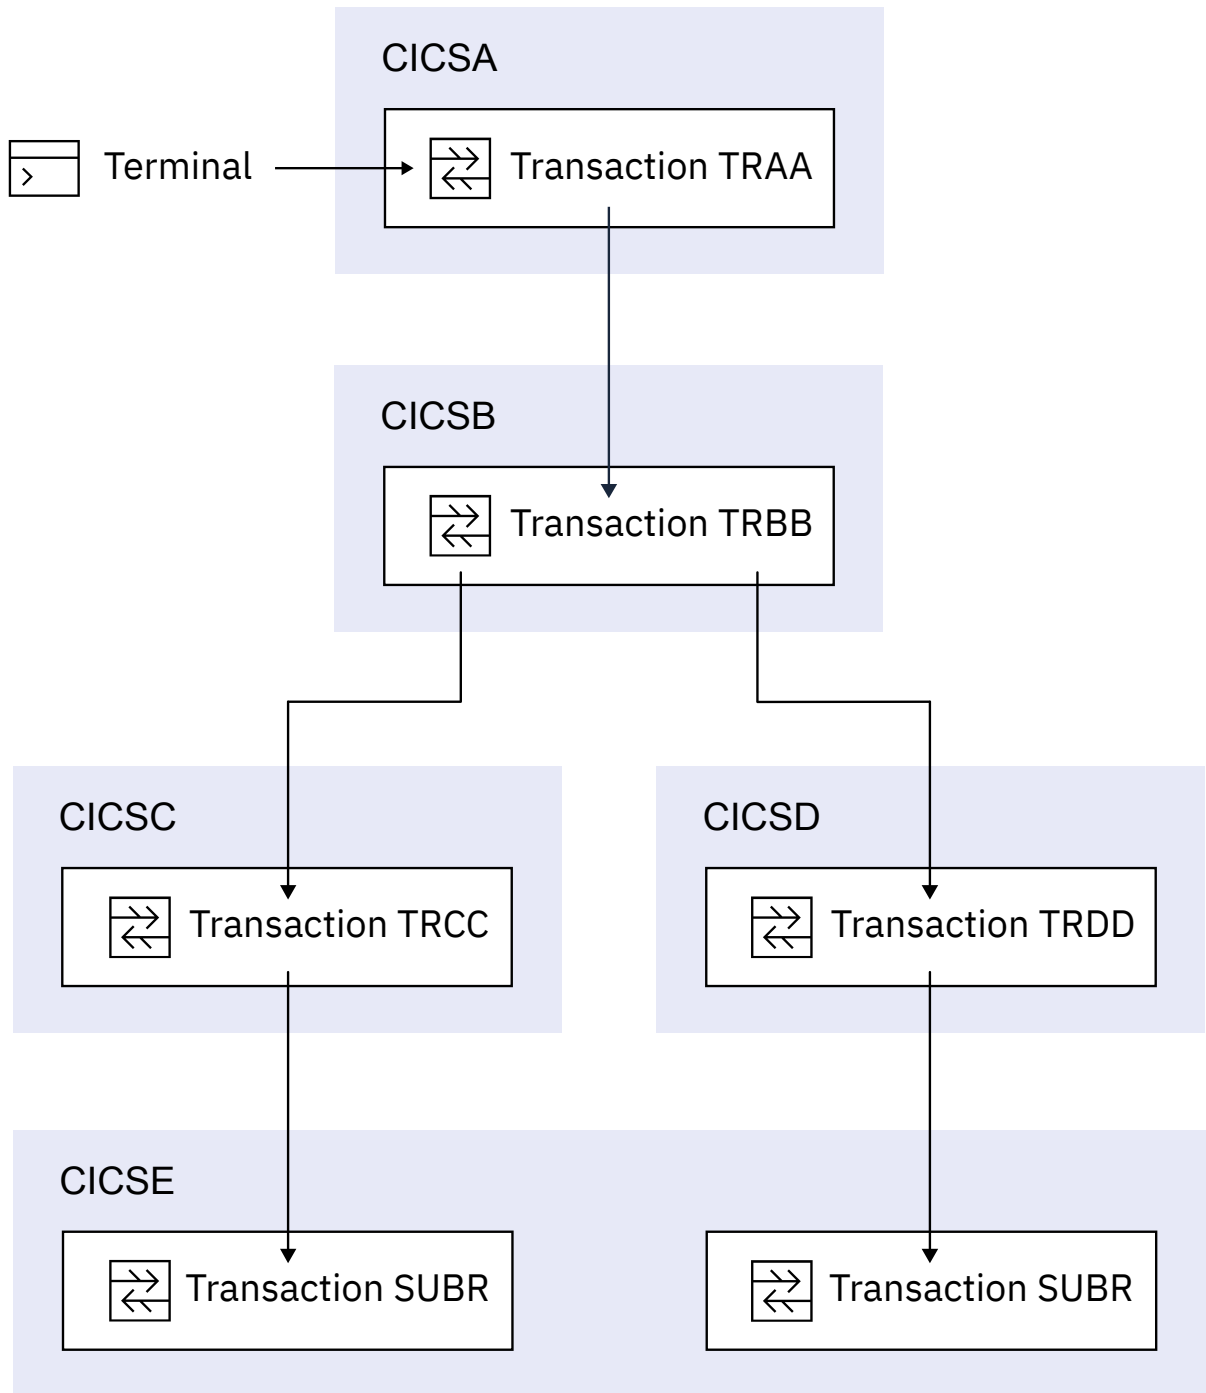 CICSA
Terminal
Transaction TRAA
CICSB
Transaction TRBB
CICSC
CICSD
Transaction TRCC
Transaction TRDD
CICSE
Transaction SUBR
Transaction SUBR